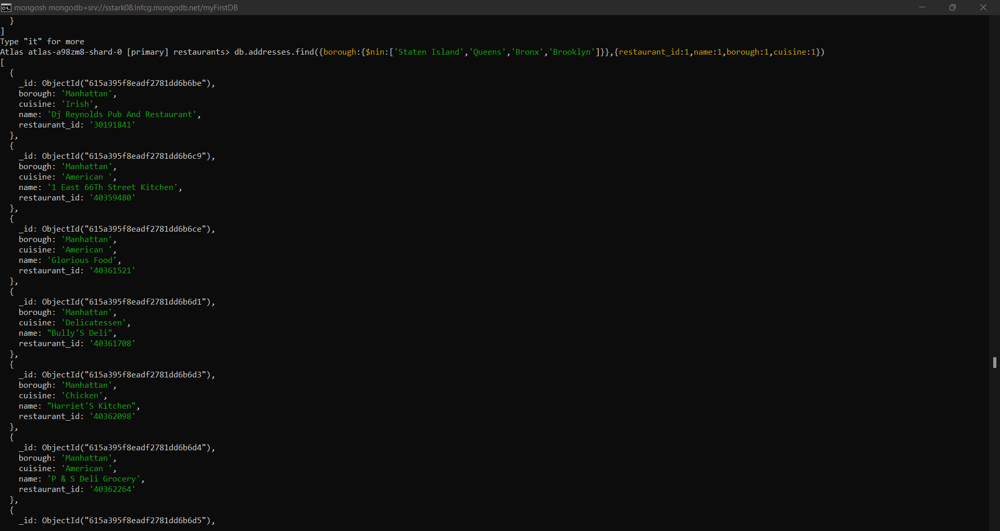 mongosh mongodb+srv://sstark08.lnfcg.mongodb.net/myFirstDB
  }
]
Type "it" for more
Atlas atlas-a98zm8-shard-0 [primary] restaurants> db.addresses.find({borough:{$nin:['Staten Island','Queens','Bronx','Brooklyn']}},{restaurant_id:1,name:1,borough:1,cuisine:1})
[
  {
    _id: ObjectId("615a395f8eadf2781dd6b6be"),
    borough: 'Manhattan',
    cuisine: 'Irish',
    name: 'Dj Reynolds Pub And Restaurant',
    restaurant_id: '30191841'
  },
  {
    _id: ObjectId("615a395f8eadf2781dd6b6c9"),
    borough: 'Manhattan',
    cuisine: 'American ',
    name: '1 East 66Th Street Kitchen',
    restaurant_id: '40359480'
  },
  {
    _id: ObjectId("615a395f8eadf2781dd6b6ce"),
    borough: 'Manhattan',
    cuisine: 'American ',
    name: 'Glorious Food',
    restaurant_id: '40361521'
  },
  {
    _id: ObjectId("615a395f8eadf2781dd6b6d1"),
    borough: 'Manhattan',
    cuisine: 'Delicatessen',
    name: "Bully'S Deli",
    restaurant_id: '40361708'
  },
  {
    _id: ObjectId("615a395f8eadf2781dd6b6d3"),
    borough: 'Manhattan',
    cuisine: 'Chicken',
    name: "Harriet'S Kitchen",
    restaurant_id: '40362098'
  },
  {
    _id: ObjectId("615a395f8eadf2781dd6b6d4"),
    borough: 'Manhattan',
    cuisine: 'American ',
    name: 'P & S Deli Grocery',
    restaurant_id: '40362264'
  },
  {
    _id: ObjectId("615a395f8eadf2781dd6b6d5"),